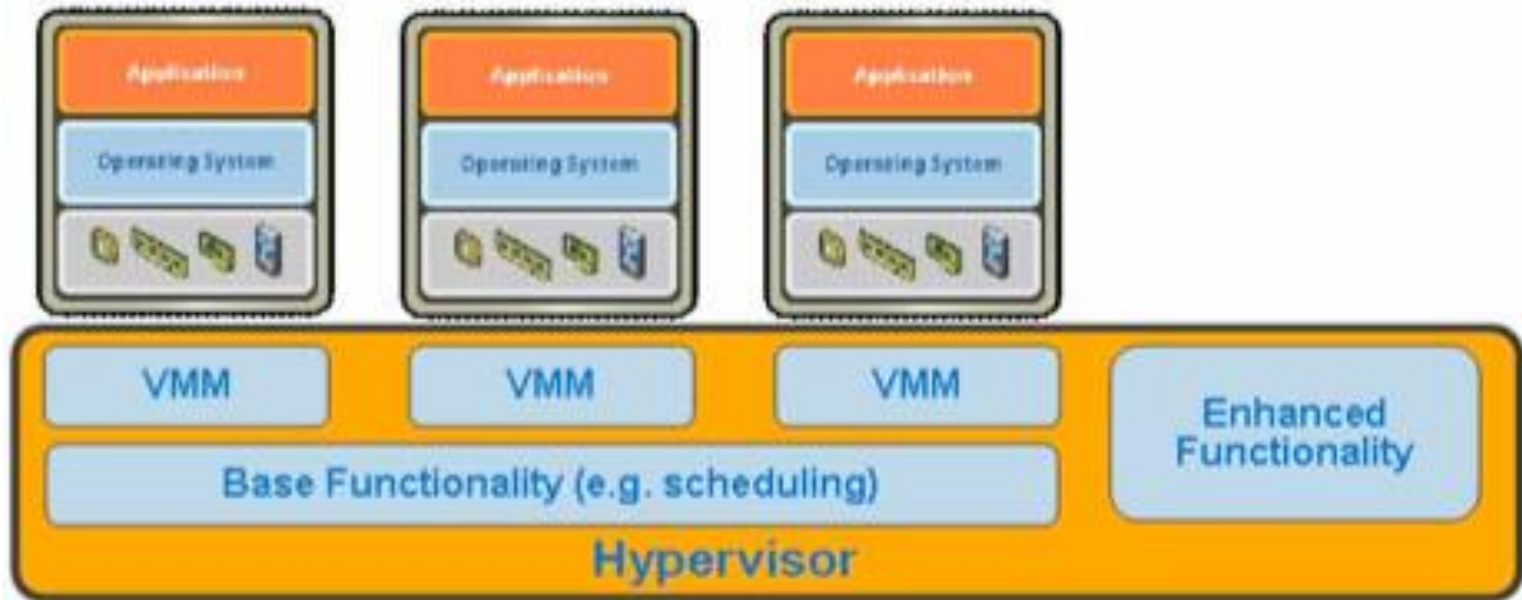 Application
Application
Application
Operating System
Operating System
Operating System
VMM
VMM
VMM
Enhanced
Functionality
Base Functionality (e.g. scheduling)
Hypervisor